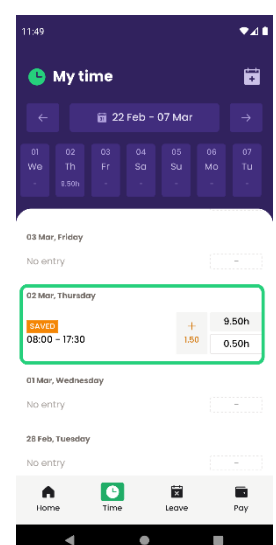 11:49
My time
22 Feb - 07 Mar
01 02 03 04 05 06 07
We Th Fr Sa Su Mo Tu
- 9.50h - - - - -
03 Mar, Friday
No entry -
02 Mar, Thursday
SAVED
08:00 - 17:30
+
1.50
9.50h
0.50h
01 Mar, Wednesday
No entry -
28 Feb, Tuesday
No entry -
Home Time Leave Pay